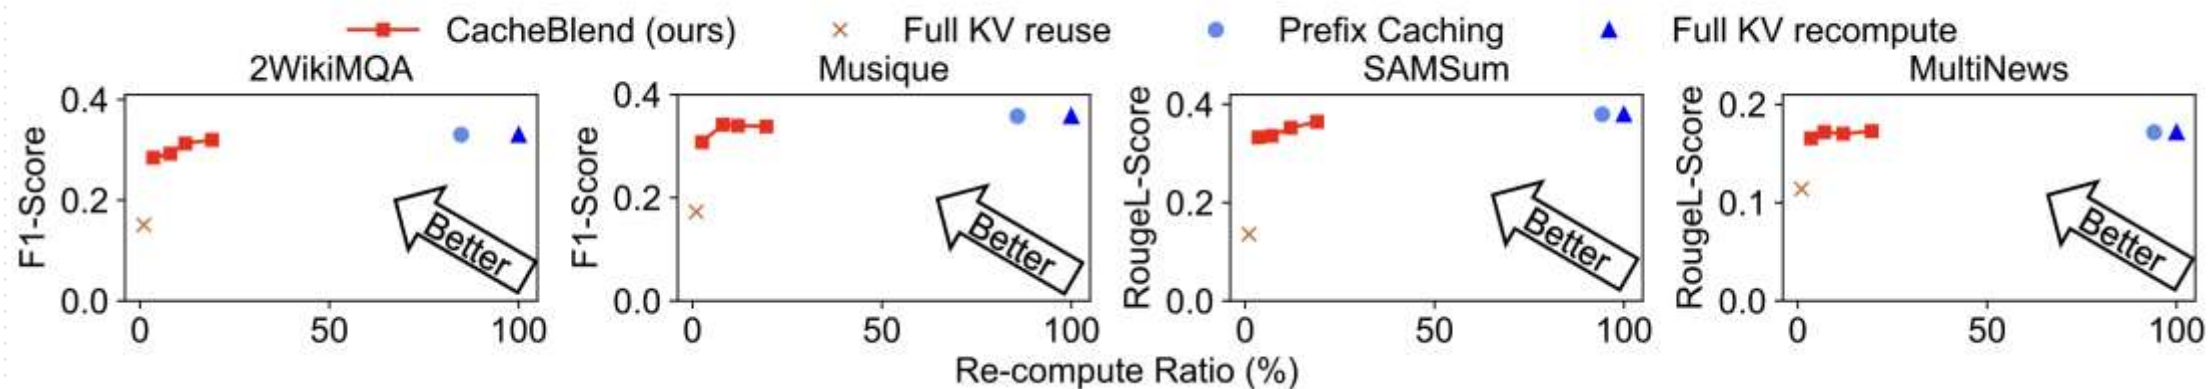 CacheBlend (ours) Full KV reuse Prefix Caching Full KV recompute
2WikiMQA Musique SAMSum MultiNews
F1-Score
0.4
0.2
0.0
0 50 100
Better
F1-Score
0.4
0.2
0.0
0 50 100
Better
RougeL-Score
0.4
0.2
0.0
0 50 100
Better
RougeL-Score
0.2
0.1
0.0
0 50 100
Better
Re-compute Ratio (%)